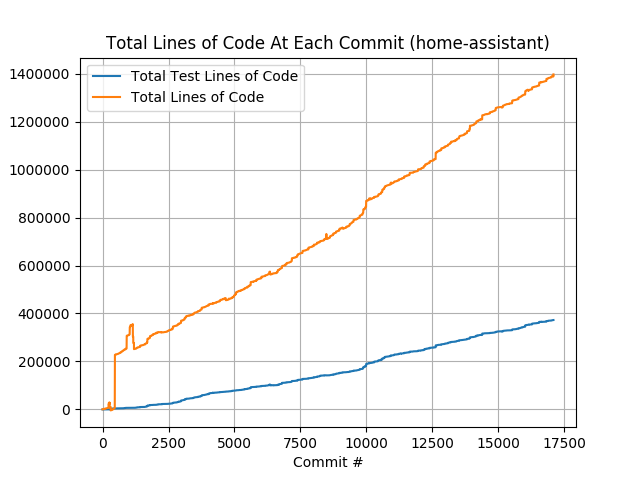 Total Lines of Code At Each Commit (home-assistant)
Total Test Lines of Code
Total Lines of Code
1400000
1200000
1000000
800000
600000
400000
200000
0
0 2500 5000 7500 10000 12500 15000 17500
Commit #